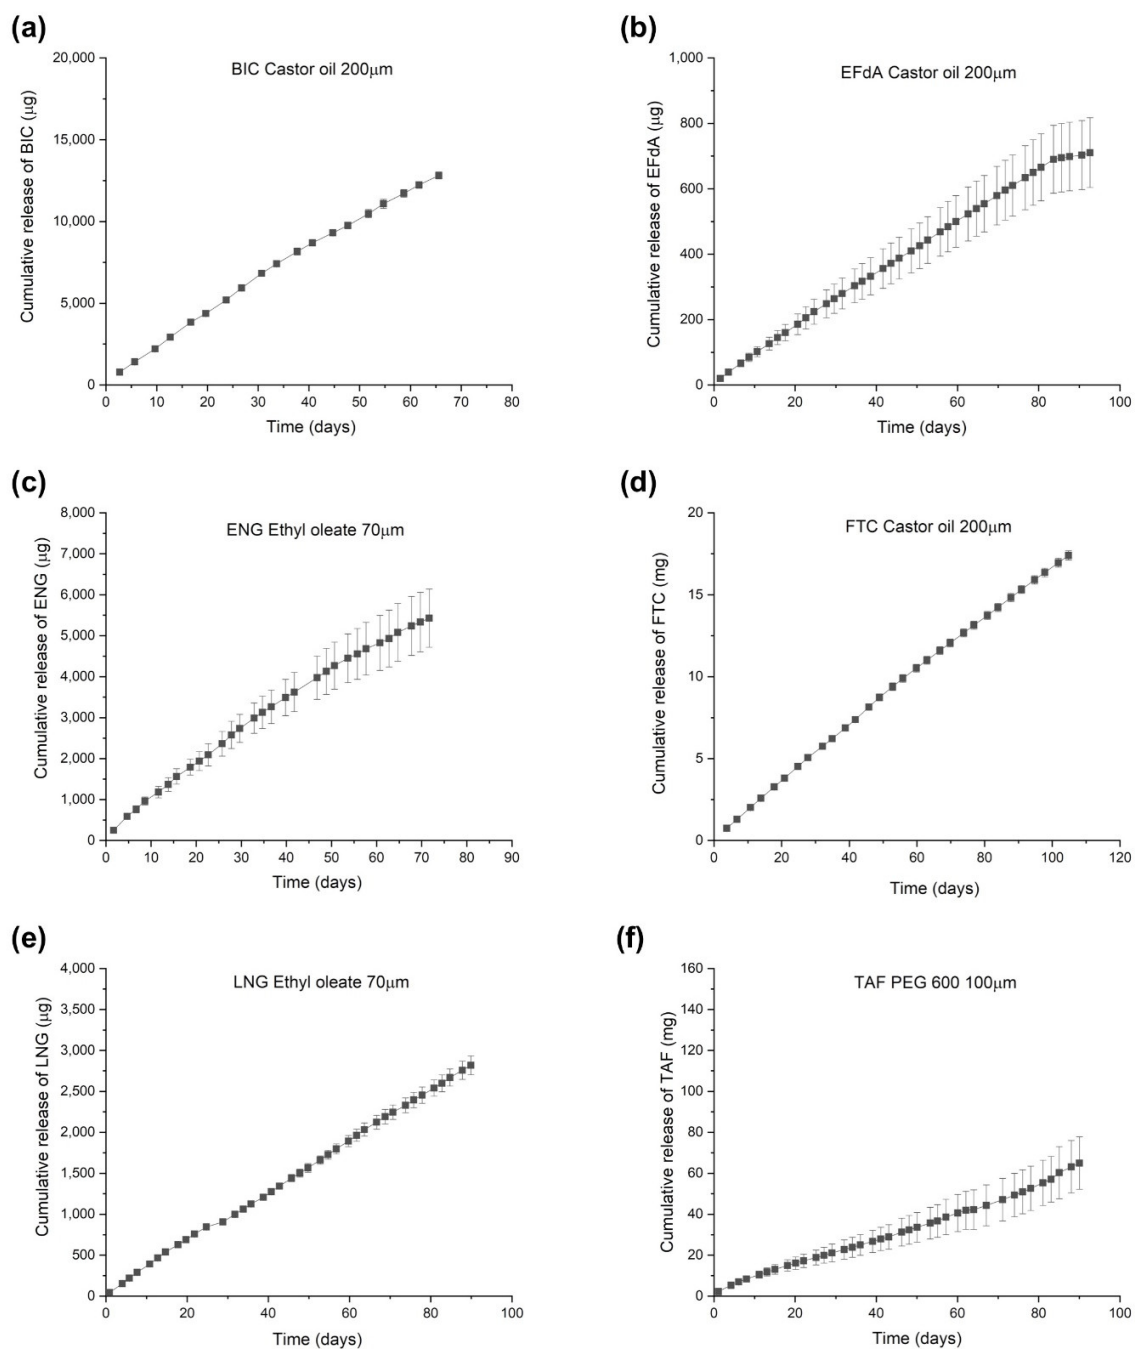 (a)
BIC Castor oil 200μm
Cumulative release of BIC (μg)
20,000
15,000
10,000
5,000
0
0 10 20 30 40 50 60 70 80
Time (days)
(b)
EFdA Castor oil 200μm
Cumulative release of EFdA (μg)
1,000
800
600
400
200
0
0 20 40 60 80 100
Time (days)
(c)
ENG Ethyl oleate 70μm
Cumulative release of ENG (μg)
8,000
7,000
6,000
5,000
4,000
3,000
2,000
1,000
0
0 10 20 30 40 50 60 70 80 90
Time (days)
(d)
FTC Castor oil 200μm
Cumulative release of FTC (mg)
20
15
10
5
0
0 20 40 60 80 100 120
Time (days)
(e)
LNG Ethyl oleate 70μm
Cumulative release of LNG (μg)
4,000
3,500
3,000
2,500
2,000
1,500
1,000
500
0
0 20 40 60 80 100
Time (days)
(f)
TAF PEG 600 100μm
Cumulative release of TAF (mg)
160
140
120
100
80
60
40
20
0
0 20 40 60 80 100
Time (days)